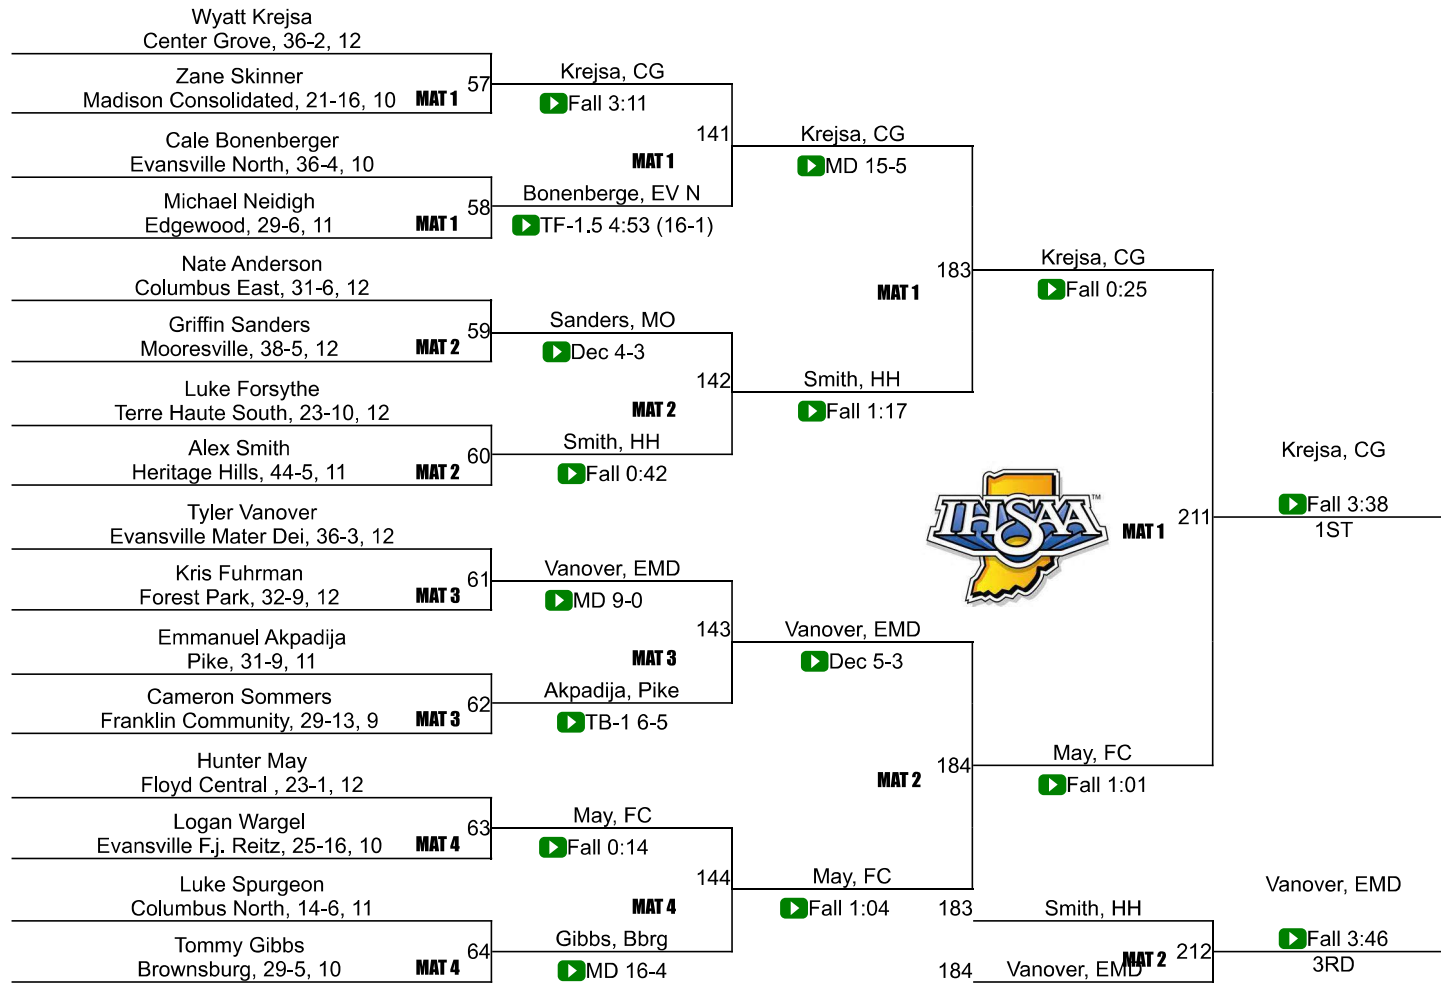 Wyatt Krejsa
Center Grove, 36-2, 12
Zane Skinner
Madison Consolidated, 21-16, 10
MAT 1
57
Cale Bonenberger
Evansville North, 36-4, 10
Michael Neidigh
Edgewood, 29-6, 11
MAT 1
58
Nate Anderson
Columbus East, 31-6, 12
Griffin Sanders
Mooresville, 38-5, 12
MAT 2
59
Luke Forsythe
Terre Haute South, 23-10, 12
Alex Smith
Heritage Hills, 44-5, 11
MAT 2
60
Tyler Vanover
Evansville Mater Dei, 36-3, 12
Kris Fuhrman
Forest Park, 32-9, 12
MAT 3
61
Emmanuel Akpadija
Pike, 31-9, 11
Cameron Sommers
Franklin Community, 29-13, 9
MAT 3
62
Hunter May
Floyd Central , 23-1, 12
Logan Wargel
Evansville F.j. Reitz, 25-16, 10
MAT 4
63
Luke Spurgeon
Columbus North, 14-6, 11
Tommy Gibbs
Brownsburg, 29-5, 10
MAT 4
64
Krejsa, CG
Fall 3:11
141
MAT 1
Bonenberge, EV N
TF-1.5 4:53 (16-1)
Sanders, MO
Dec 4-3
142
MAT 2
Smith, HH
Fall 0:42
Vanover, EMD
MD 9-0
143
MAT 3
Akpadija, Pike
TB-1 6-5
May, FC
Fall 0:14
144
MAT 4
Gibbs, Bbrg
MD 16-4
Krejsa, CG
MD 15-5
183
MAT 1
Smith, HH
Fall 1:17
Vanover, EMD
Dec 5-3
184
MAT 2
May, FC
Fall 1:04
Krejsa, CG
Fall 0:25
IHSAA™
MAT 1
211
May, FC
Fall 1:01
Krejsa, CG
Fall 3:38
1ST
183
Smith, HH
184
Vanover, EMD
MAT 2
212
Vanover, EMD
Fall 3:46
3RD